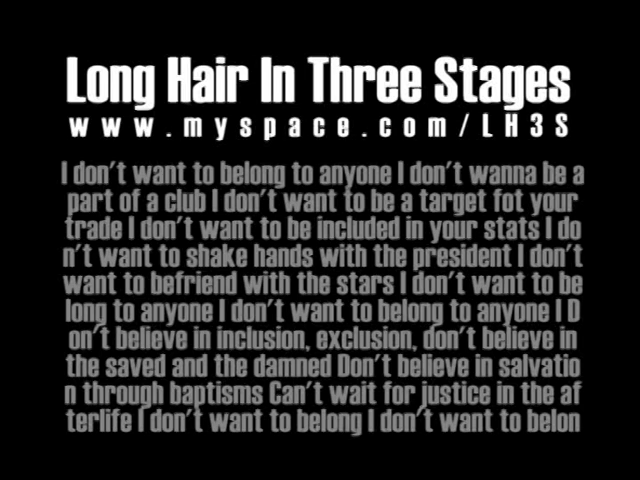 Long Hair In Three Stages
www.myspace.com/LH3S
I don't want to belong to anyone I don't wanna be a
part of a club I don't want to be a target fot your
trade I don't want to be included in your stats I do
n't want to shake hands with the president I don't
want to befriend with the stars I don't want to be
long to anyone I don't want to belong to anyone I D
on't believe in inclusion, exclusion, don't believe in
the saved and the damned Don't believe in salvatio
n through baptisms Can't wait for justice in the af
terlife I don't want to belong I don't want to belon